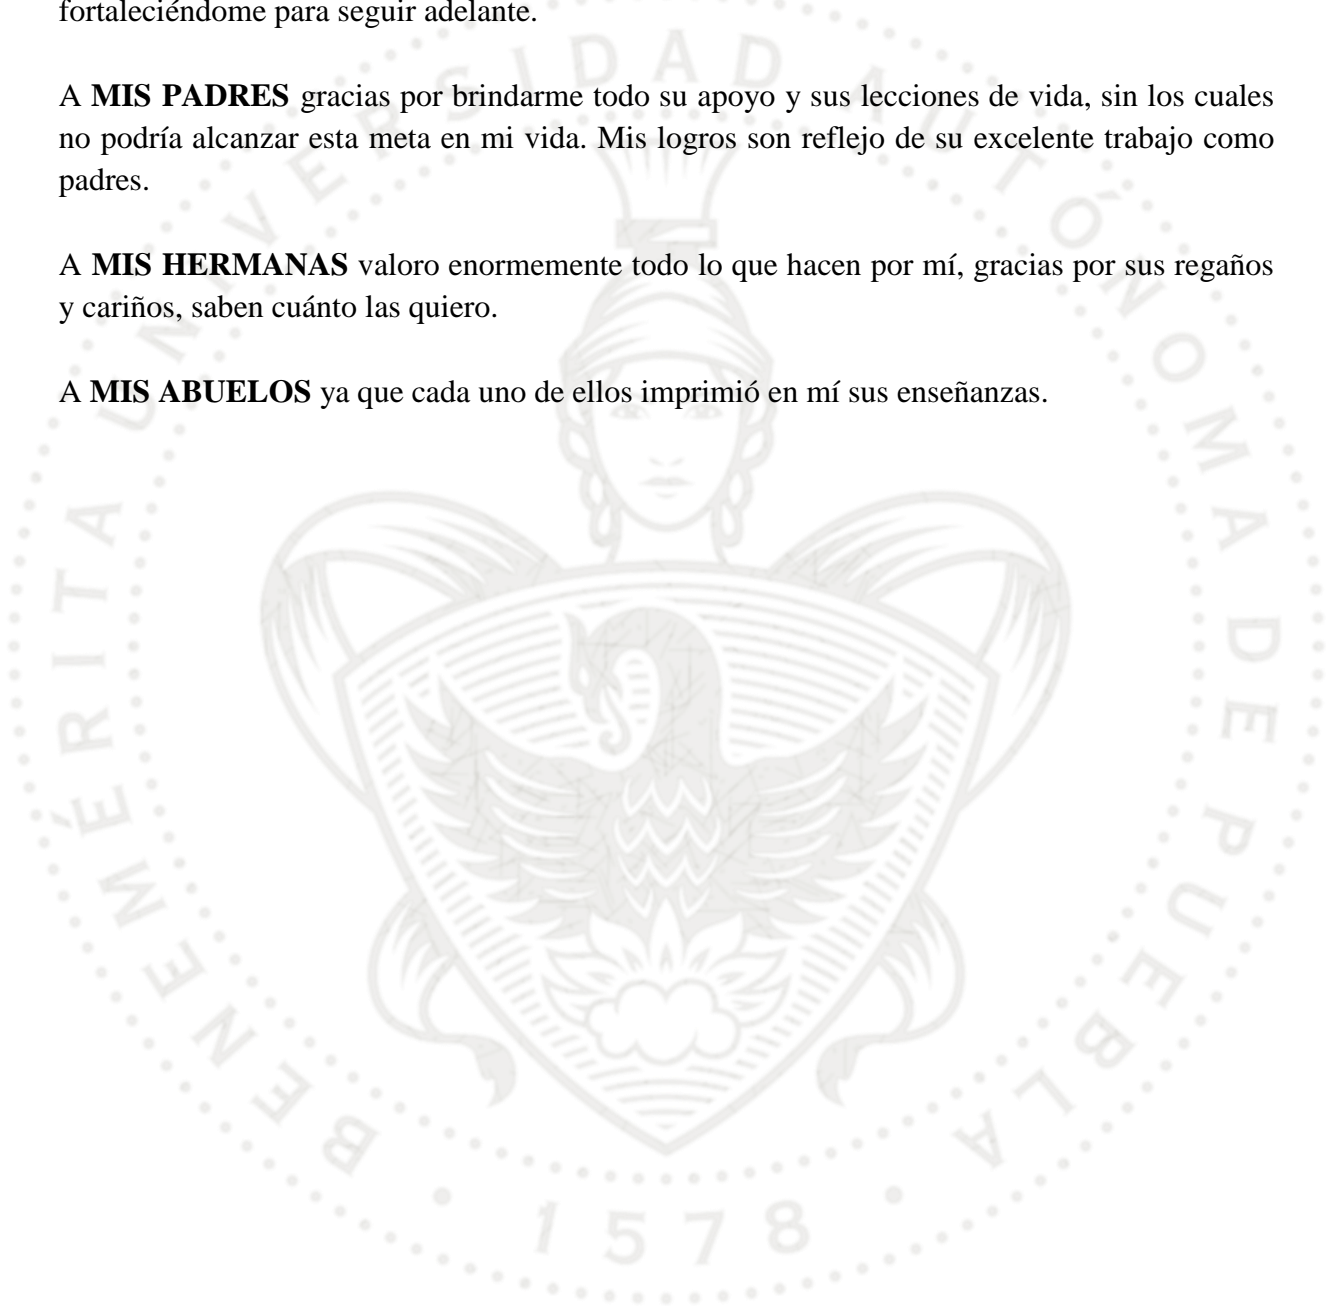 fortaleciéndome para seguir adelante.
A MIS PADRES gracias por brindarme todo su apoyo y sus lecciones de vida, sin los cuales
no podría alcanzar esta meta en mi vida. Mis logros son reflejo de su excelente trabajo como
padres.
A MIS HERMANAS valoro enormemente todo lo que hacen por mí, gracias por sus regaños
y cariños, saben cuánto las quiero.
A MIS ABUELOS ya que cada uno de ellos imprimió en mí sus enseñanzas.
BENEMÉRITA UNIVERSIDAD AUTÓNOMA DE PUEBLA
1578